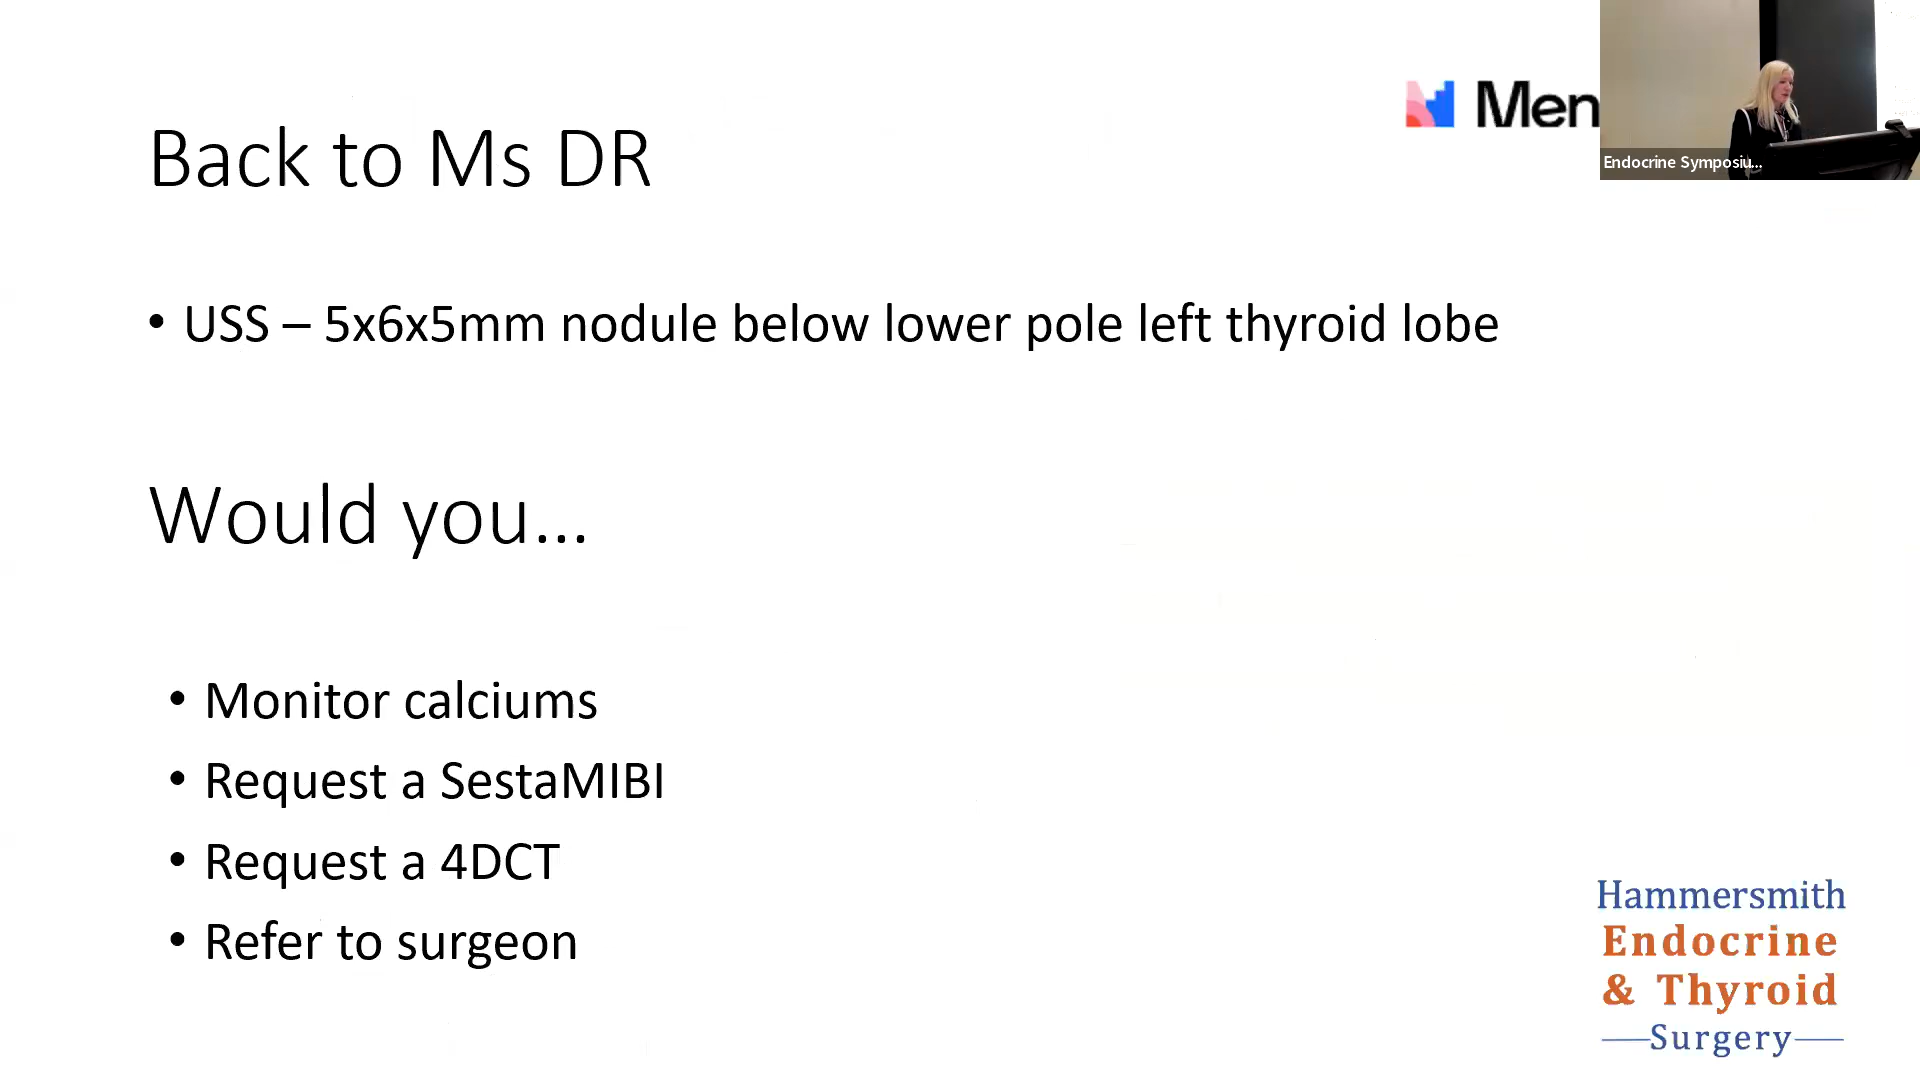 Back to Ms DR
• USS – 5x6x5mm nodule below lower pole left thyroid lobe
Would you...
• Monitor calciums
• Request a SestaMIBI
• Request a 4DCT
• Refer to surgeon
Men
Endocrine Symposiu...
Hammersmith
Endocrine
& Thyroid
Surgery